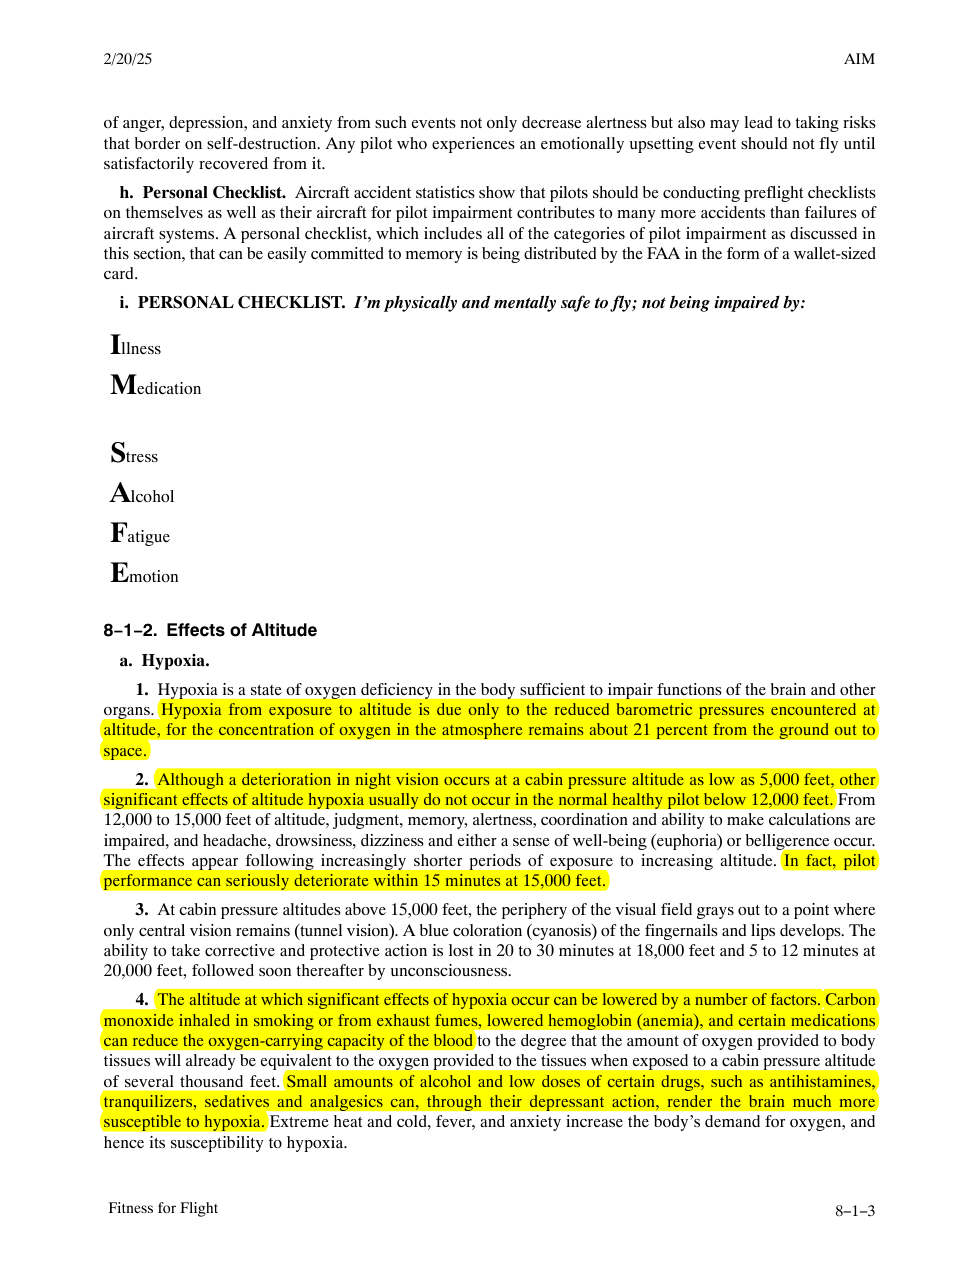 2/20/25 AIM
of anger, depression, and anxiety from such events not only decrease alertness but also may lead to taking risks
that border on self-destruction. Any pilot who experiences an emotionally upsetting event should not fly until
satisfactorily recovered from it.
h. Personal Checklist. Aircraft accident statistics show that pilots should be conducting preflight checklists
on themselves as well as their aircraft for pilot impairment contributes to many more accidents than failures of
aircraft systems. A personal checklist, which includes all of the categories of pilot impairment as discussed in
this section, that can be easily committed to memory is being distributed by the FAA in the form of a wallet-sized
card.
i. PERSONAL CHECKLIST. I’m physically and mentally safe to fly; not being impaired by:
Illness
Medication
Stress
Alcohol
Fatigue
Emotion
8−1−2. Effects of Altitude
a. Hypoxia.
1. Hypoxia is a state of oxygen deficiency in the body sufficient to impair functions of the brain and other
organs. Hypoxia from exposure to altitude is due only to the reduced barometric pressures encountered at
altitude, for the concentration of oxygen in the atmosphere remains about 21 percent from the ground out to
space.
2. Although a deterioration in night vision occurs at a cabin pressure altitude as low as 5,000 feet, other
significant effects of altitude hypoxia usually do not occur in the normal healthy pilot below 12,000 feet. From
12,000 to 15,000 feet of altitude, judgment, memory, alertness, coordination and ability to make calculations are
impaired, and headache, drowsiness, dizziness and either a sense of well-being (euphoria) or belligerence occur.
The effects appear following increasingly shorter periods of exposure to increasing altitude. In fact, pilot
performance can seriously deteriorate within 15 minutes at 15,000 feet.
3. At cabin pressure altitudes above 15,000 feet, the periphery of the visual field grays out to a point where
only central vision remains (tunnel vision). A blue coloration (cyanosis) of the fingernails and lips develops. The
ability to take corrective and protective action is lost in 20 to 30 minutes at 18,000 feet and 5 to 12 minutes at
20,000 feet, followed soon thereafter by unconsciousness.
4. The altitude at which significant effects of hypoxia occur can be lowered by a number of factors. Carbon
monoxide inhaled in smoking or from exhaust fumes, lowered hemoglobin (anemia), and certain medications
can reduce the oxygen-carrying capacity of the blood to the degree that the amount of oxygen provided to body
tissues will already be equivalent to the oxygen provided to the tissues when exposed to a cabin pressure altitude
of several thousand feet. Small amounts of alcohol and low doses of certain drugs, such as antihistamines,
tranquilizers, sedatives and analgesics can, through their depressant action, render the brain much more
susceptible to hypoxia. Extreme heat and cold, fever, and anxiety increase the body’s demand for oxygen, and
hence its susceptibility to hypoxia.
Fitness for Flight 8−1−3